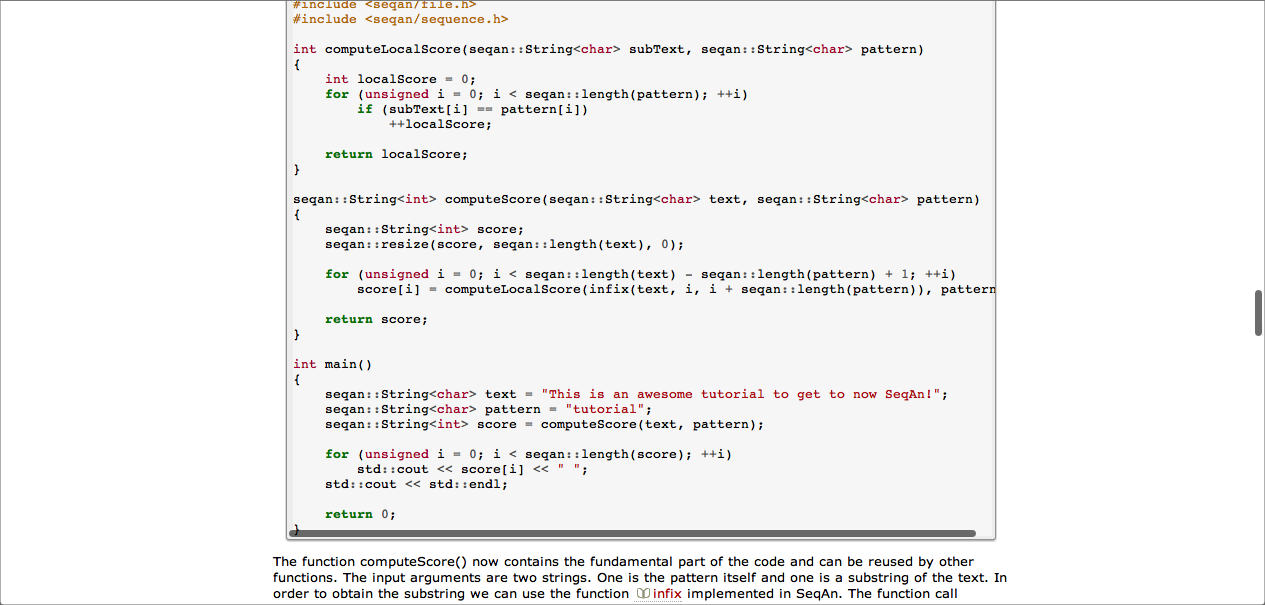 #include <seqan/file.h>
#include <seqan/sequence.h>
int computeLocalScore(seqan::String<char> subText, seqan::String<char> pattern)
{
int localScore = 0;
for (unsigned i = 0; i < seqan::length(pattern); ++i)
if (subText[i] == pattern[i])
++localScore;
return localScore;
}
seqan::String<int> computeScore(seqan::String<char> text, seqan::String<char> pattern)
{
seqan::String<int> score;
seqan::resize(score, seqan::length(text), 0);
for (unsigned i = 0; i < seqan::length(text) - seqan::length(pattern) + 1; ++i)
score[i] = computeLocalScore(infix(text, i, i + seqan::length(pattern)), pattern
return score;
}
int main()
{
seqan::String<char> text = "This is an awesome tutorial to get to now SeqAn!";
seqan::String<char> pattern = "tutorial";
seqan::String<int> score = computeScore(text, pattern);
for (unsigned i = 0; i < seqan::length(score); ++i)
std::cout << score[i] << " ";
std::cout << std::endl;
return 0;
}
The function computeScore() now contains the fundamental part of the code and can be reused by other
functions. The input arguments are two strings. One is the pattern itself and one is a substring of the text. In
order to obtain the substring we can use the function infix implemented in SeqAn. The function call